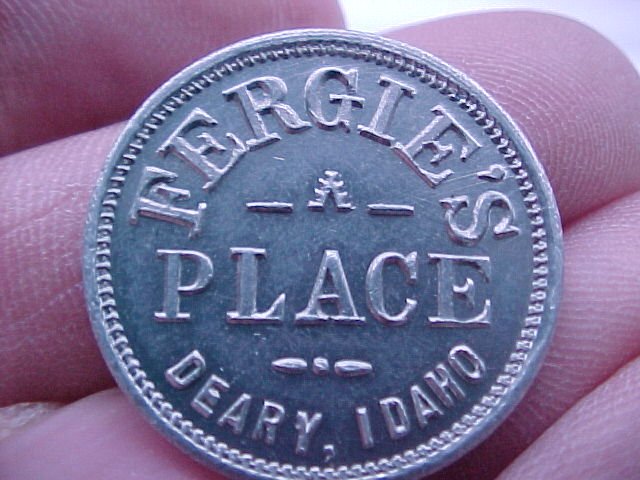 FERGIE'S
PLACE
DEARY, IDAHO